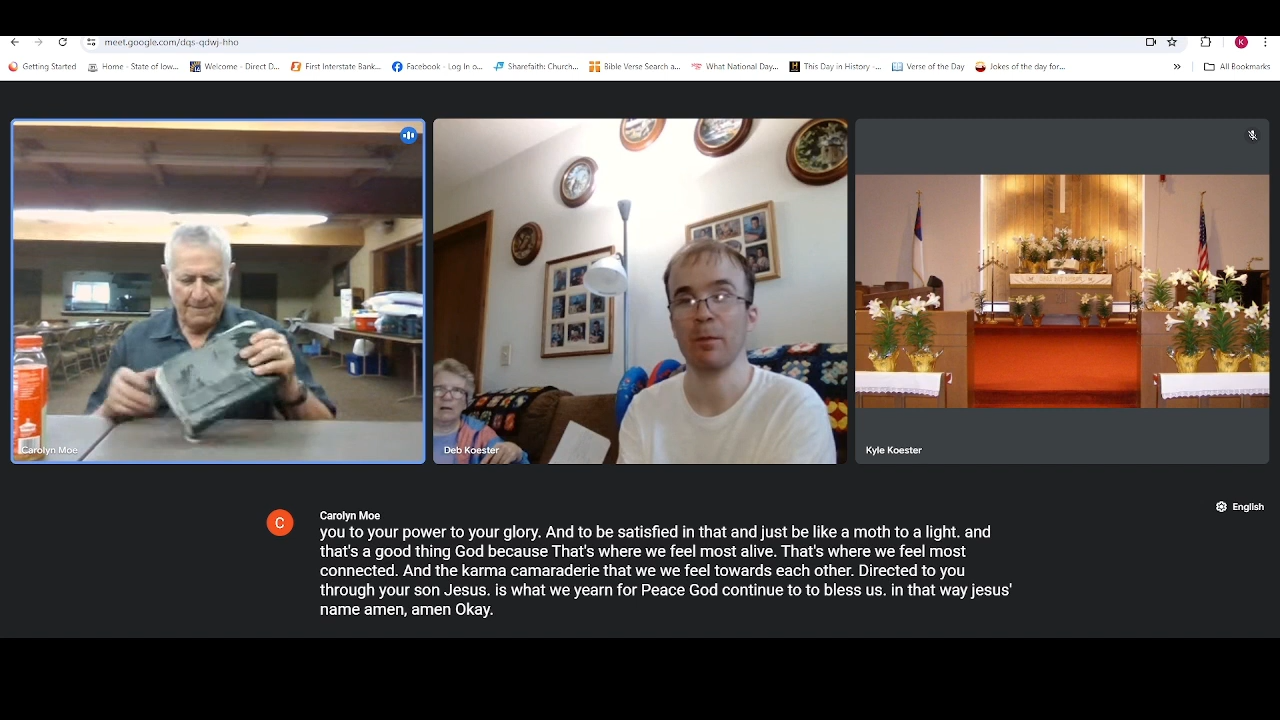 meet.google.com/dqs-qdwj-hho
Getting Started
Home - State of Iow...
Welcome - Direct D...
First Interstate Bank...
Facebook - Log In o...
Sharefaith: Church...
Bible Verse Search a...
What National Day...
This Day in History -...
Verse of the Day
Jokes of the day for...
»
All Bookmarks
K
Carolyn Moe
Deb Koester
Kyle Koester
English
C
Carolyn Moe
you to your power to your glory. And to be satisfied in that and just be like a moth to a light. and
that's a good thing God because That's where we feel most alive. That's where we feel most
connected. And the karma camaraderie that we we feel towards each other. Directed to you
through your son Jesus. is what we yearn for Peace God continue to to bless us. in that way jesus'
name amen, amen Okay.